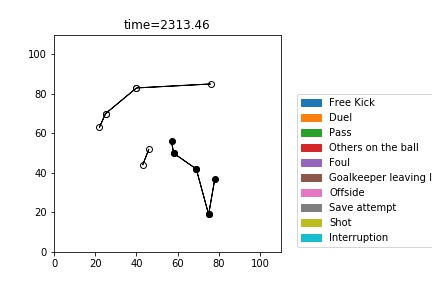 time=2313.46
100
80
60
40
20
0
0 20 40 60 80 100
Free Kick
Duel
Pass
Others on the ball
Foul
Goalkeeper leaving
Offside
Save attempt
Shot
Interruption